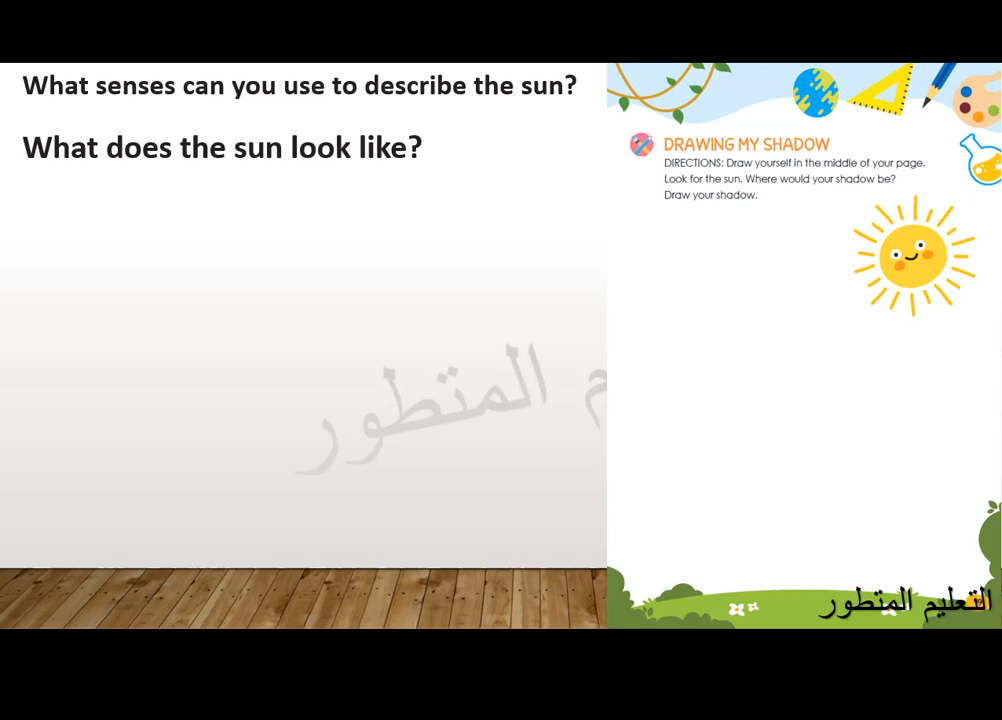 What senses can you use to describe the sun?
What does the sun look like?
م المتطور
DRAWING MY SHADOW
DIRECTIONS: Draw yourself in the middle of your page.
Look for the sun. Where would your shadow be?
Draw your shadow.
التعليم المتطور